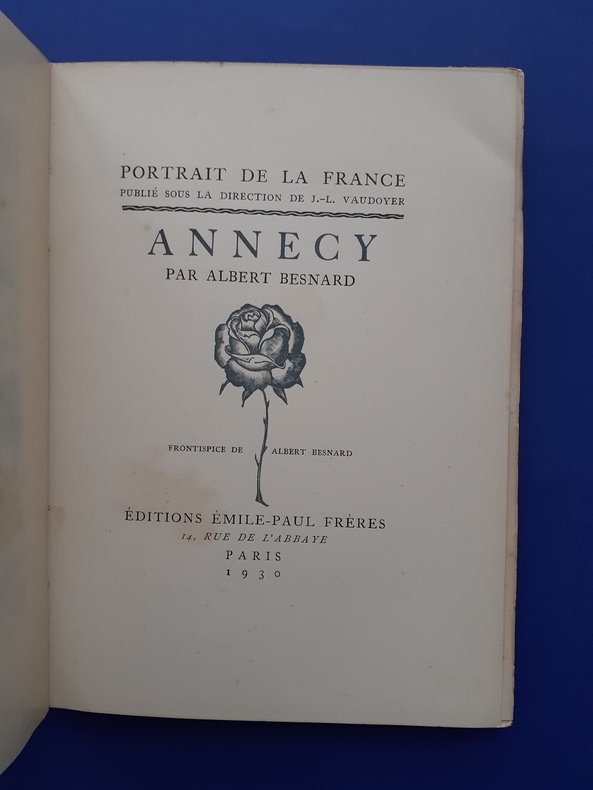 PORTRAIT DE LA FRANCE
PUBLIÉ SOUS LA DIRECTION DE J.-L. VAUDOYER
ANNECY
PAR ALBERT BESNARD
FRONTISPICE DE ALBERT BESNARD
ÉDITIONS ÉMILE-PAUL FRÈRES
14, RUE DE L'ABBAYE
PARIS
1930